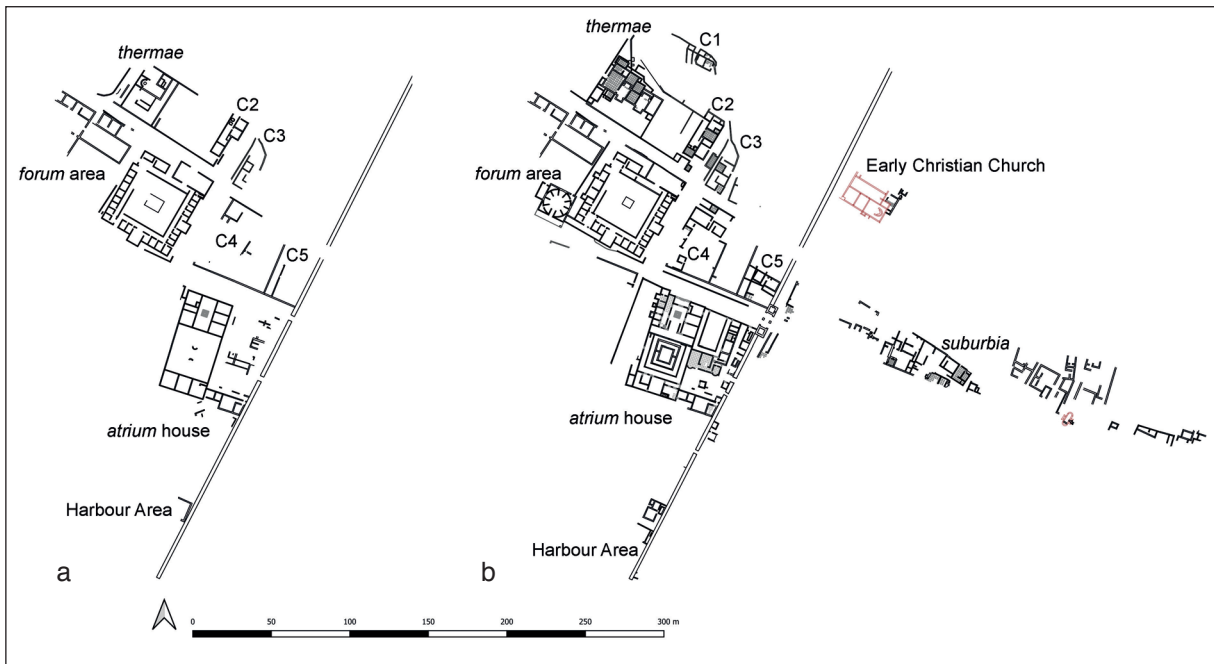 thermae
C2
C3
forum area
C4
C5
atrium house
Harbour Area
a
thermae
C1
C2
C3
Early Christian Church
forum area
C4
C5
suburbia
atrium house
Harbour Area
b
0 50 100 150 200 250 300 m